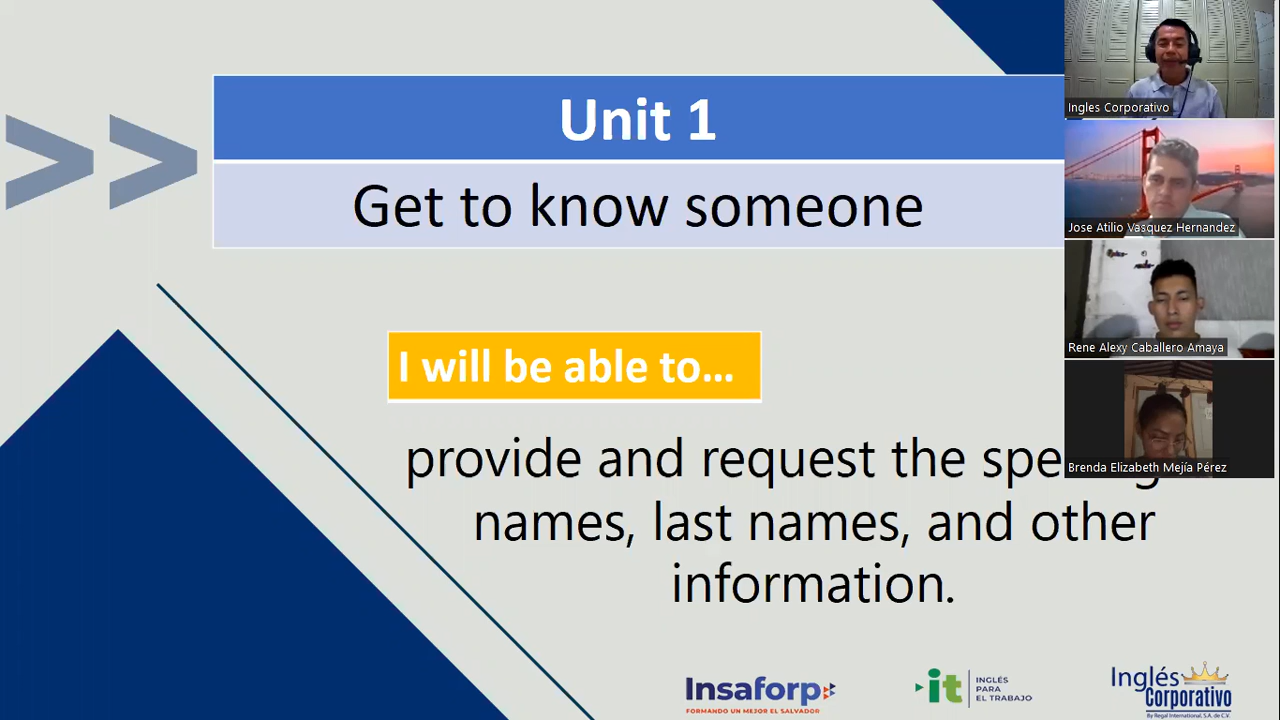 Unit 1
Get to know someone
I will be able to...
provide and request the
names, last names, and other
information.
Insaforp
FORMANDO UN MEJOR EL SALVADOR
it
INGLÉS
PARA
EL TRABAJO
Inglés
Corporativo
By Regal International, S.A. de C.V.
Ingles Corporativo
Jose Atilio Vasquez Hernandez
Rene Alexy Caballero Amaya
Brenda Elizabeth Mejía Pérez